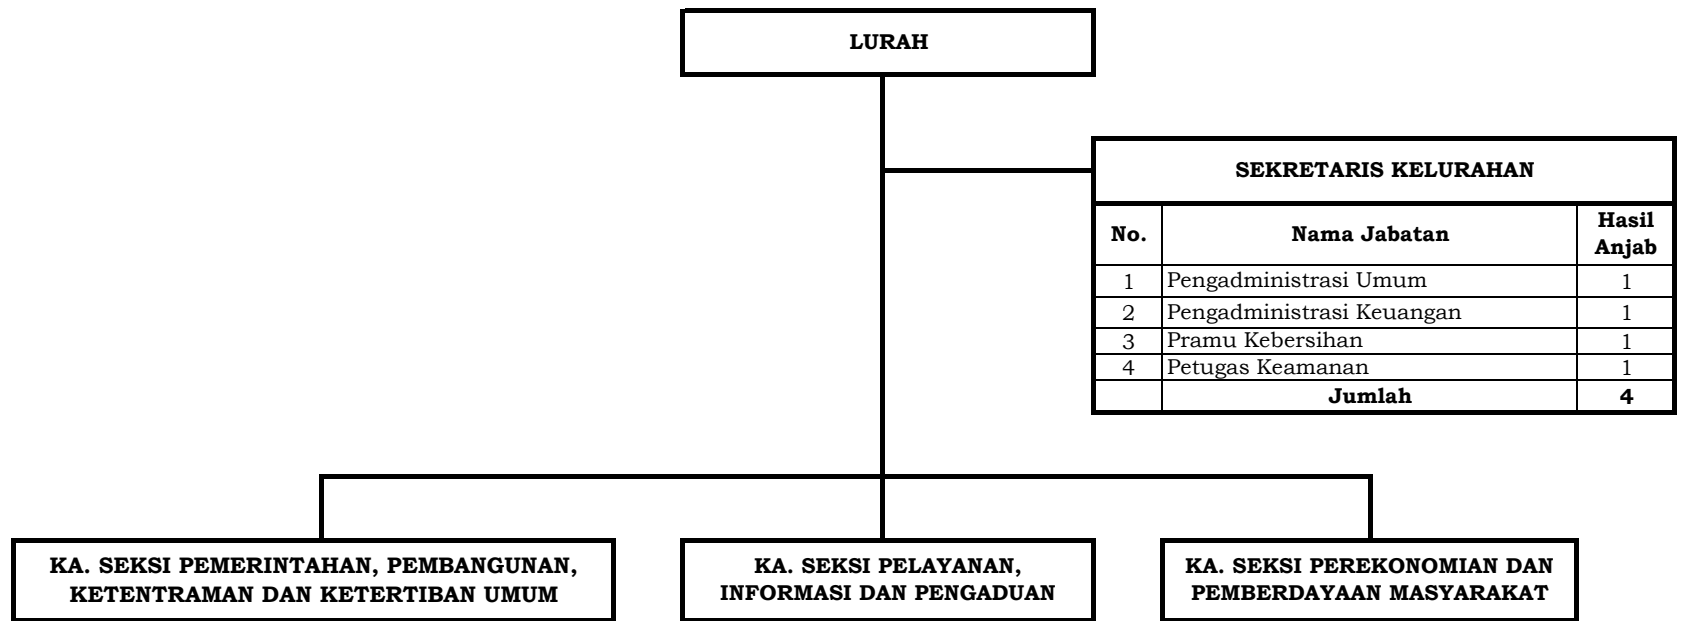 LURAH
SEKRETARIS KELURAHAN
No. Nama Jabatan Hasil Anjab
1 Pengadministrasi Umum 1
2 Pengadministrasi Keuangan 1
3 Pramu Kebersihan 1
4 Petugas Keamanan 1
Jumlah 4
KA. SEKSI PEMERINTAHAN, PEMBANGUNAN,
KETENTRAMAN DAN KETERTIBAN UMUM
KA. SEKSI PELAYANAN,
INFORMASI DAN PENGADUAN
KA. SEKSI PEREKONOMIAN DAN
PEMBERDAYAAN MASYARAKAT